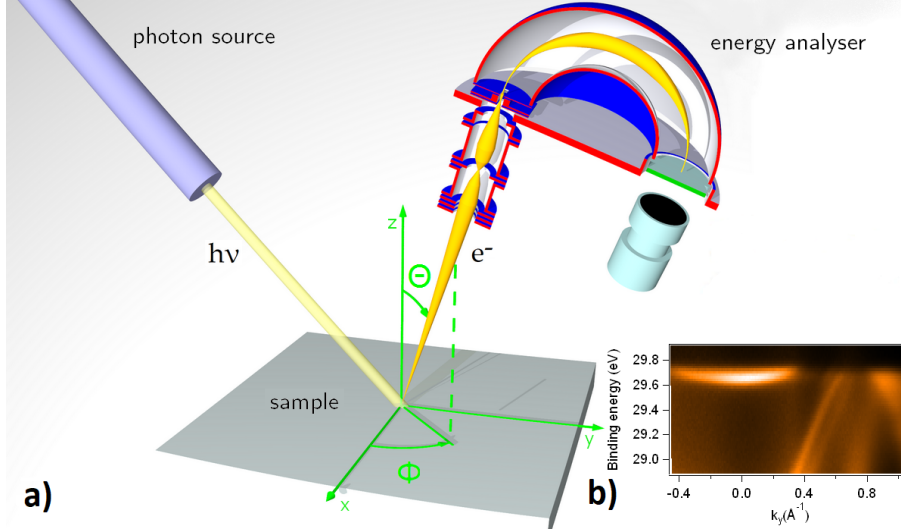 photon source
energy analyser
hν
z
e⁻
Θ
sample
y
Φ
x
a)
b)
Binding energy (eV)
29.8
29.6
29.4
29.2
29.0
-0.4
0.0
0.4
0.8
k_y(A⁻¹)